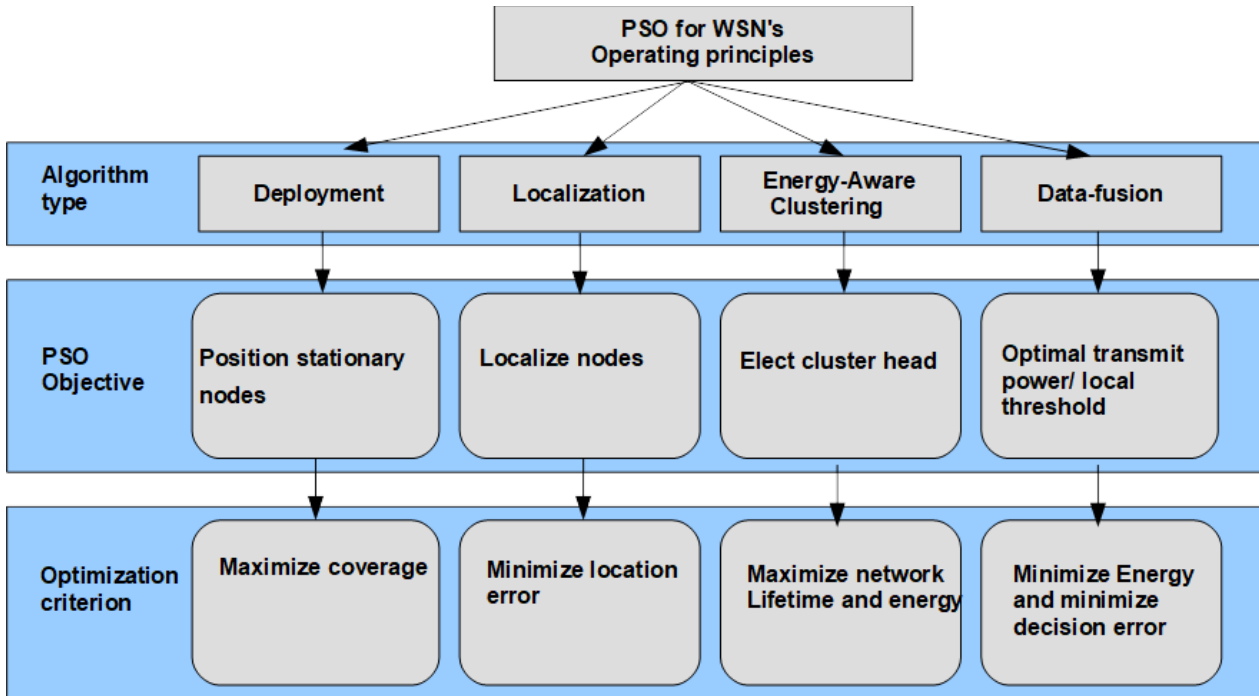 PSO for WSN's
Operating principles
Algorithm
type
Deployment
Localization
Energy-Aware
Clustering
Data-fusion
PSO
Objective
Position stationary
nodes
Localize nodes
Elect cluster head
Optimal transmit
power/ local
threshold
Optimization
criterion
Maximize coverage
Minimize location
error
Maximize network
Lifetime and energy
Minimize Energy
and minimize
decision error